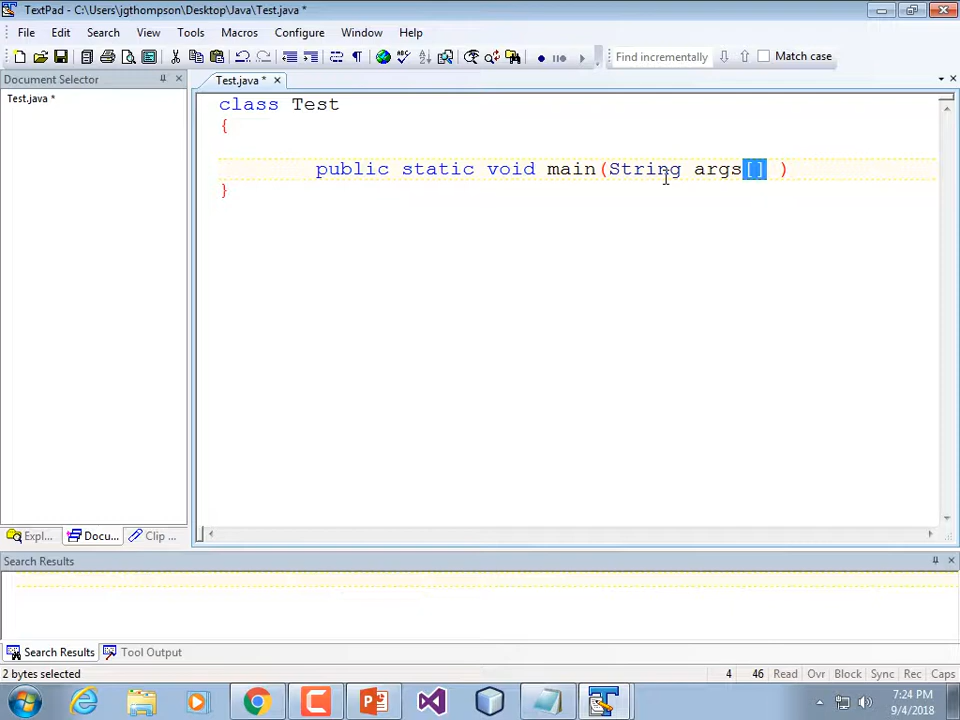 TextPad - C:\Users\jgthompson\Desktop\Java\Test.java *
File Edit Search View Tools Macros Configure Window Help
Find incrementally Match case
Document Selector
Test.java *
Test.java *
class Test
{
public static void main(String args[] )
}
Expl... Docu... Clip ...
Search Results
Search Results Tool Output
2 bytes selected 4 46 Read Ovr Block Sync Rec Caps
7:24 PM
9/4/2018